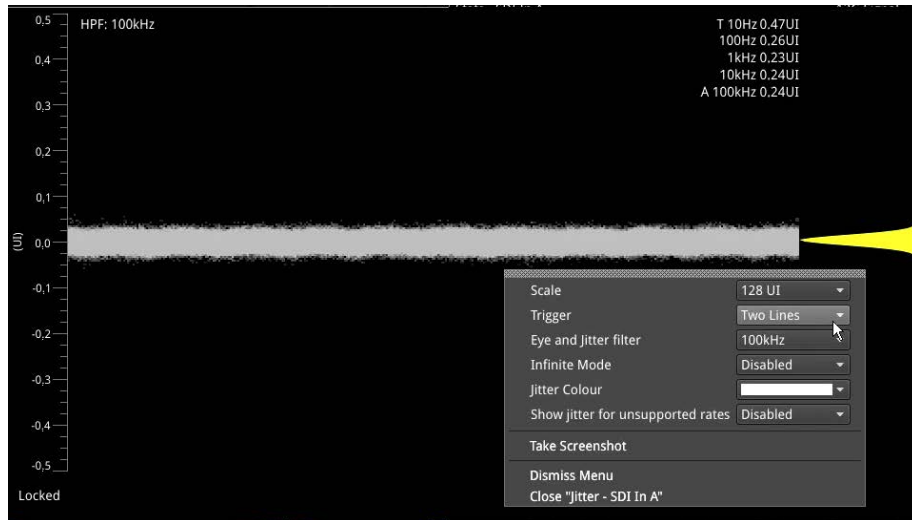 HPF: 100kHz
T 10Hz 0.47UI
100Hz 0.26UI
1kHz 0.23UI
10kHz 0.24UI
A 100kHz 0.24UI
0,5
0,4
0,3
0,2
0,1
0,0
-0,1
-0,2
-0,3
-0,4
-0,5
(UI)
Locked
Scale 128 UI
Trigger Two Lines
Eye and Jitter filter 100kHz
Infinite Mode Disabled
Jitter Colour
Show jitter for unsupported rates Disabled
Take Screenshot
Dismiss Menu
Close "Jitter - SDI In A"